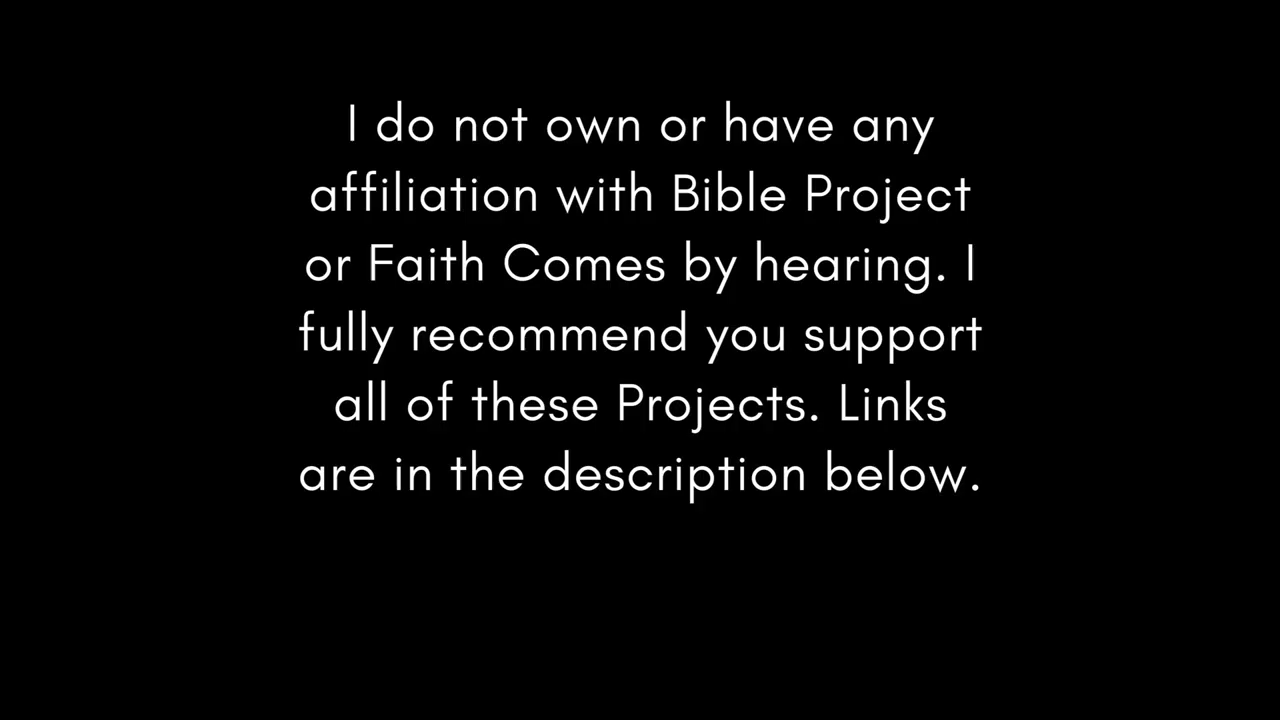 I do not own or have any
affiliation with Bible Project
or Faith Comes by hearing. I
fully recommend you support
all of these Projects. Links
are in the description below.